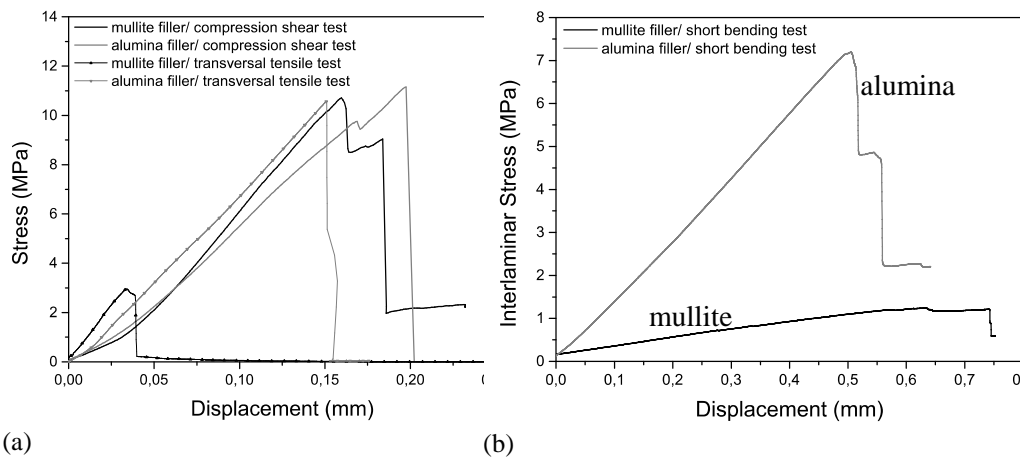 14
12
10
8
6
4
2
0
Stress (MPa)
mullite filler/ compression shear test
alumina filler/ compression shear test
mullite filler/ transversal tensile test
alumina filler/ transversal tensile test
0,00 0,05 0,10 0,15 0,20
Displacement (mm)
(a)
8
7
6
5
4
3
2
1
0
Interlaminar Stress (MPa)
mullite filler/ short bending test
alumina filler/ short bending test
alumina
mullite
0,0 0,1 0,2 0,3 0,4 0,5 0,6 0,7
Displacement (mm)
(b)